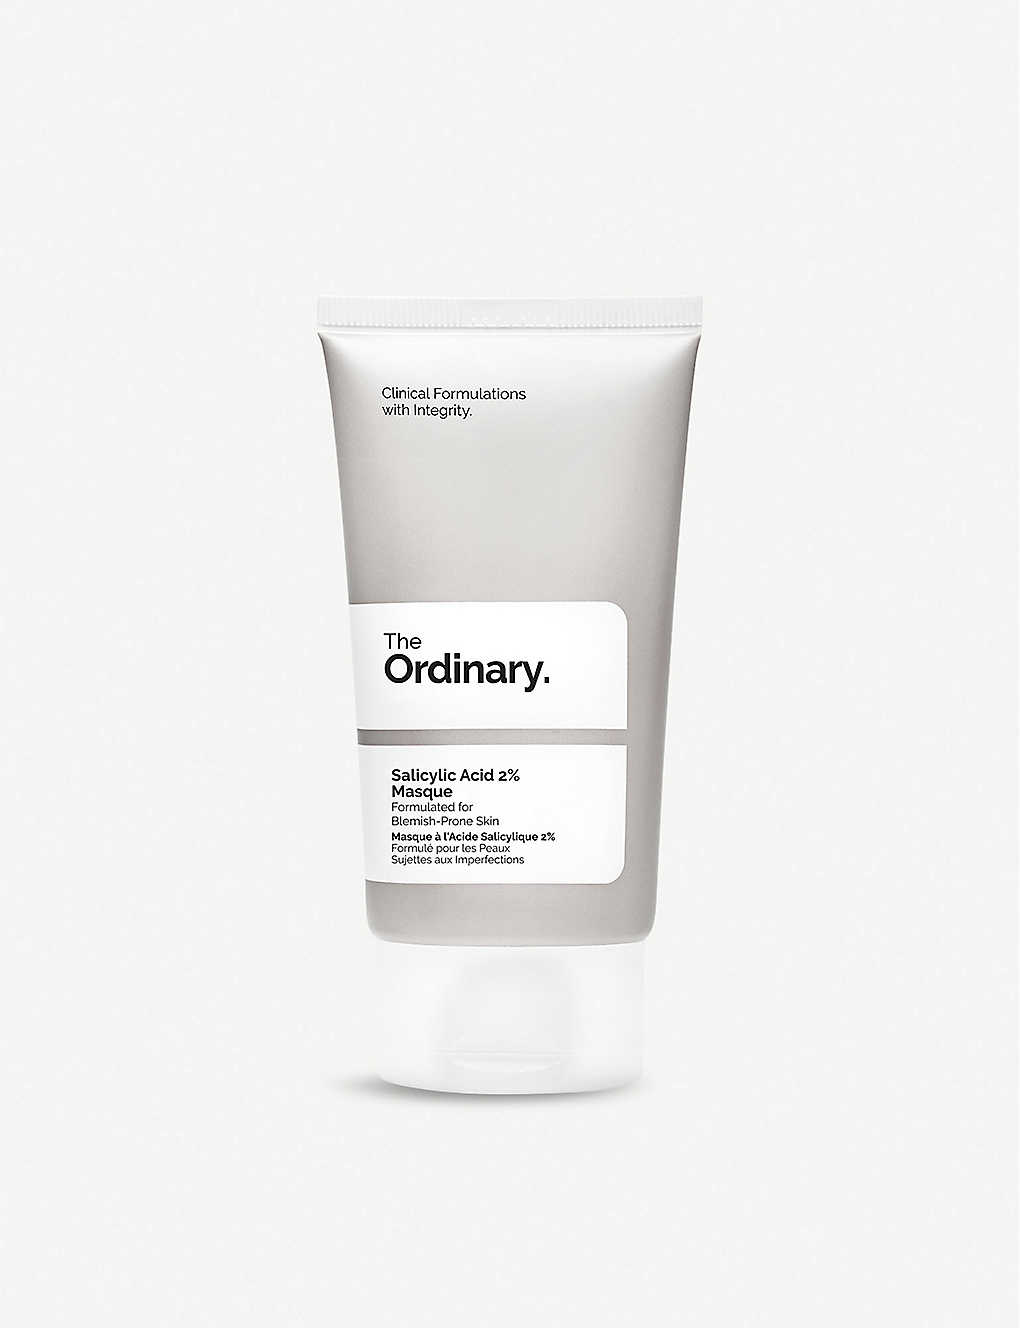 Clinical Formulations
with Integrity.
The
Ordinary.
Salicylic Acid 2%
Masque
Formulated for
Blemish-Prone Skin
Masque à l'Acide Salicylique 2%
Formulé pour les Peaux
Sujettes aux Imperfections